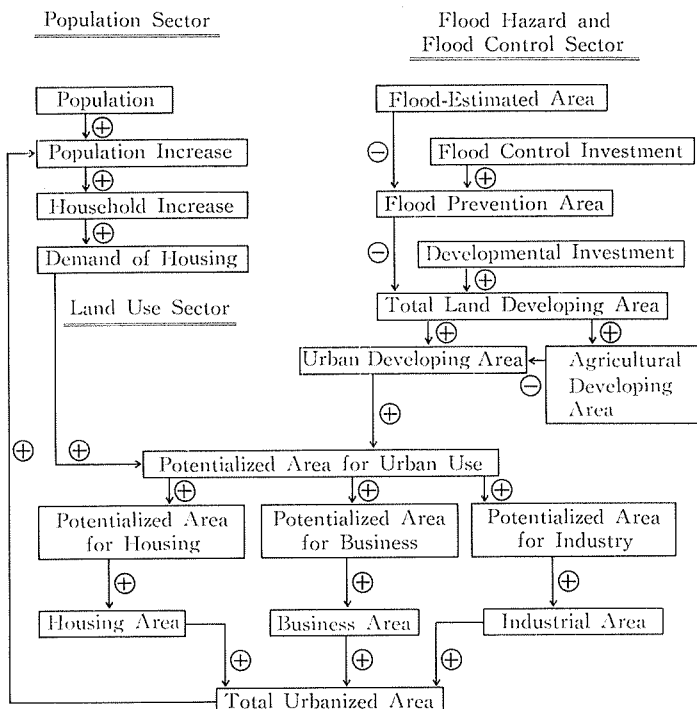 Population Sector
Flood Hazard and
Flood Control Sector
Population
⊕
Population Increase
⊕
Household Increase
⊕
Demand of Housing
Land Use Sector
Flood-Estimated Area
⊖
Flood Control Investment
⊕
Flood Prevention Area
⊖
Developmental Investment
⊕
Total Land Developing Area
⊕
⊕
Urban Developing Area
⊖
Agricultural
Developing
Area
⊕
⊕
⊕
Potentialized Area for Urban Use
⊕
⊕
⊕
Potentialized Area
for Housing
Potentialized Area
for Business
Potentialized Area
for Industry
⊕
⊕
⊕
Housing Area
Business Area
Industrial Area
⊕
⊕
⊕
Total Urbanized Area